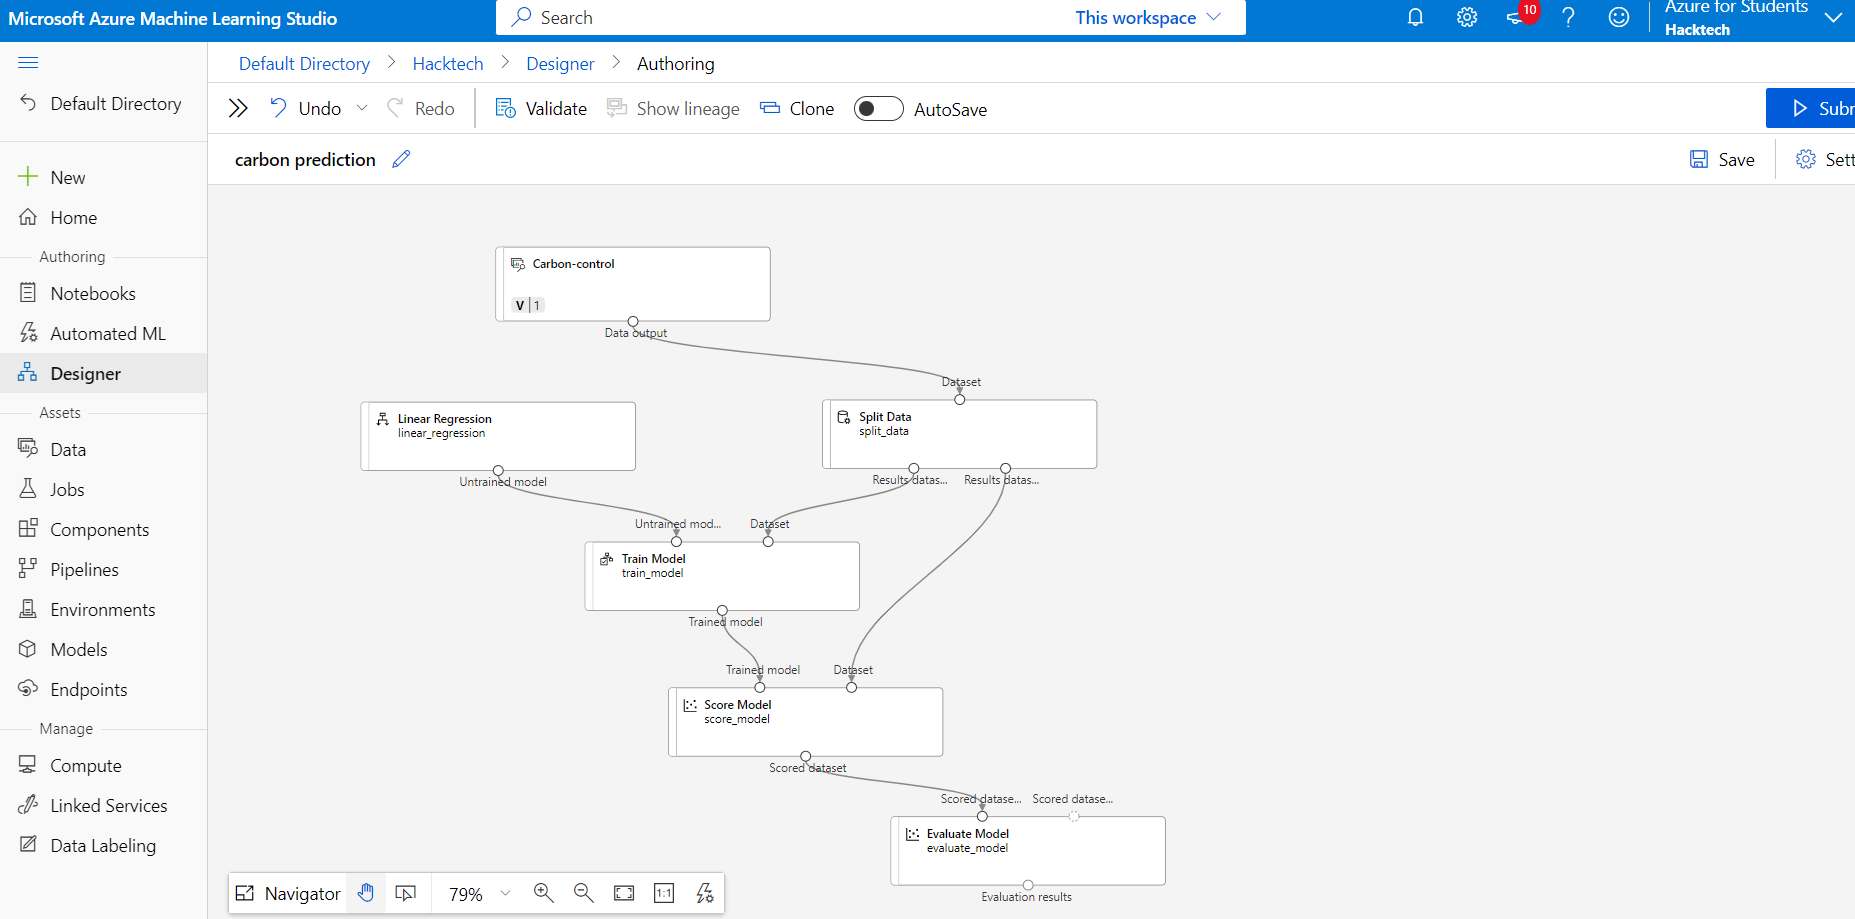 Microsoft Azure Machine Learning Studio
Search
This workspace
10
Azure for Students
Hacktech
Default Directory > Hacktech > Designer > Authoring
Default Directory
Undo
Redo
Validate
Show lineage
Clone
AutoSave
Subm
carbon prediction
Save
Sett
New
Home
Authoring
Notebooks
Automated ML
Designer
Assets
Data
Jobs
Components
Pipelines
Environments
Models
Endpoints
Manage
Compute
Linked Services
Data Labeling
Carbon-control
V | 1
Data output
Dataset
Linear Regression
linear_regression
Untrained model
Split Data
split_data
Results datas...
Results datas...
Untrained mod...
Dataset
Train Model
train_model
Trained model
Trained model
Dataset
Score Model
score_model
Scored dataset
Scored datase...
Scored datase...
Evaluate Model
evaluate_model
Evaluation results
Navigator
79%
1:1